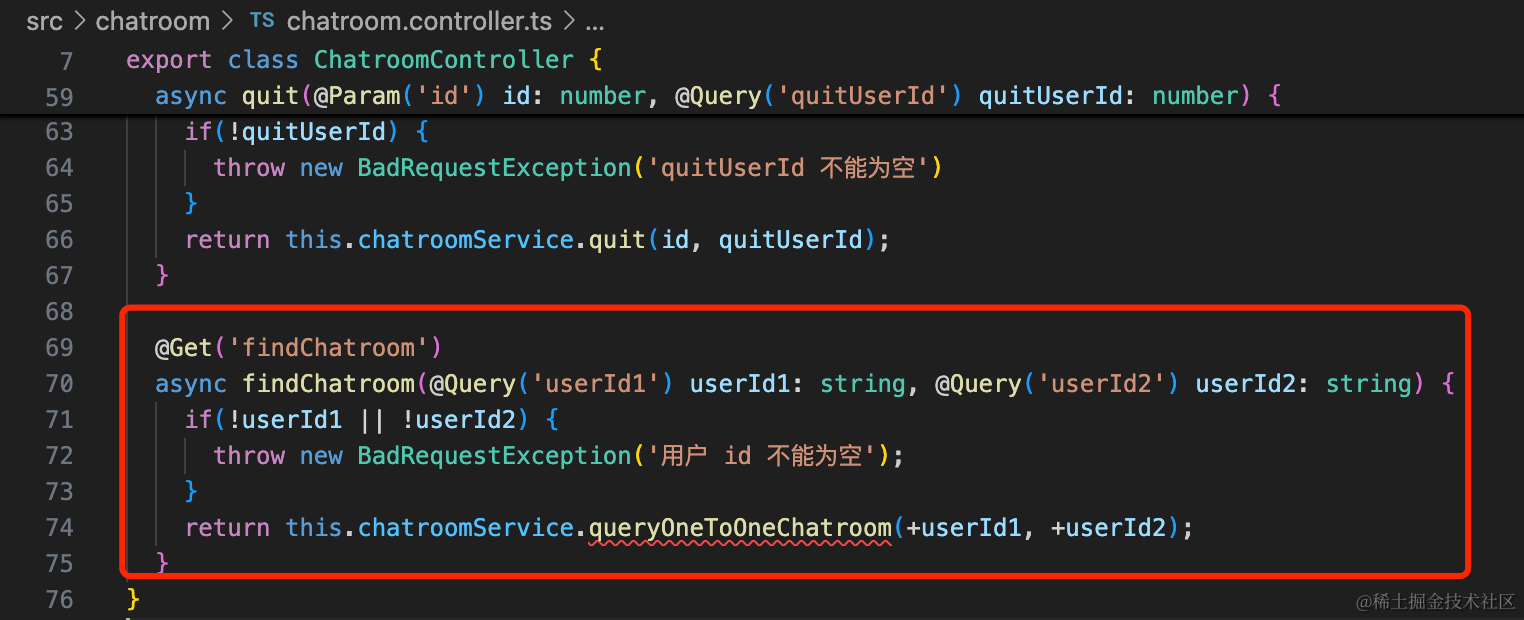 src > chatroom > TS chatroom.controller.ts > ...
7 export class ChatroomController {
59 async quit(@Param('id') id: number, @Query('quitUserId') quitUserId: number) {
63 if(!quitUserId) {
64 throw new BadRequestException('quitUserId 不能为空')
65 }
66 return this.chatroomService.quit(id, quitUserId);
67 }
68
69 @Get('findChatroom')
70 async findChatroom(@Query('userId1') userId1: string, @Query('userId2') userId2: string) {
71 if(!userId1 || !userId2) {
72 throw new BadRequestException('用户 id 不能为空');
73 }
74 return this.chatroomService.queryOneToOneChatroom(+userId1, +userId2);
75 }
76 }
@稀土掘金技术社区